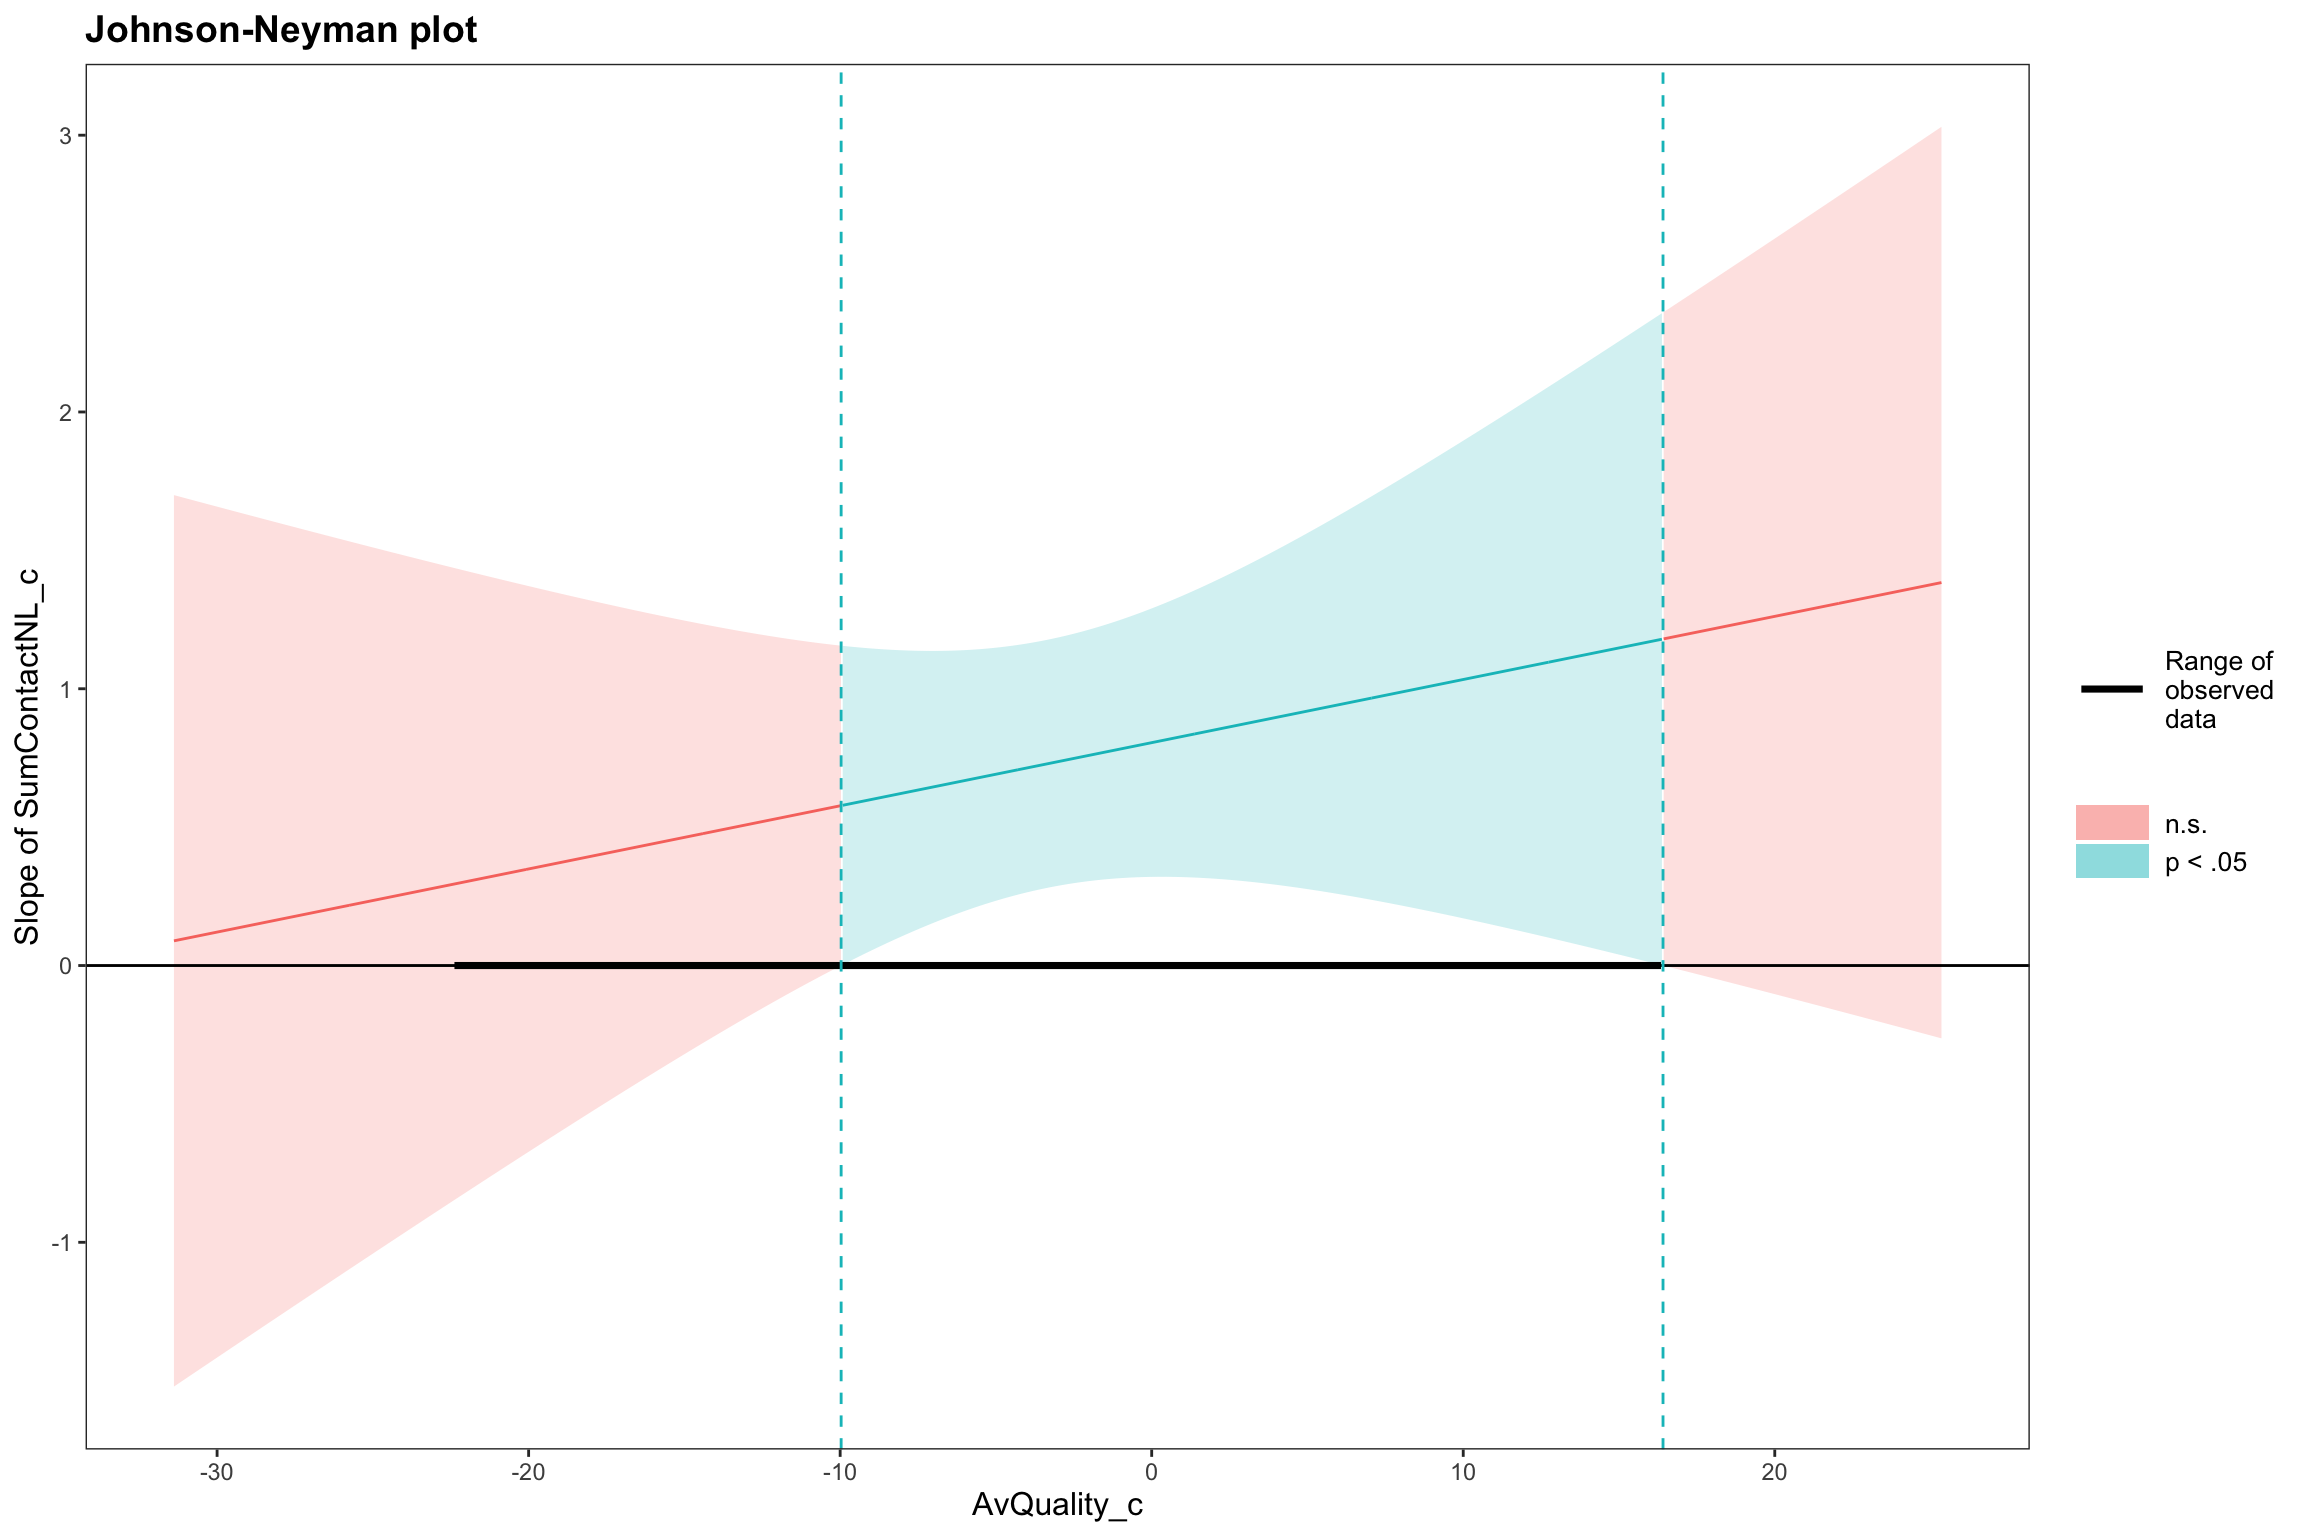 Johnson-Neyman plot
Slope of SumContactNL_c
3
2
1
0
-1
-30
-20
-10
0
10
20
AvQuality_c
Range of
observed
data
n.s.
p < .05